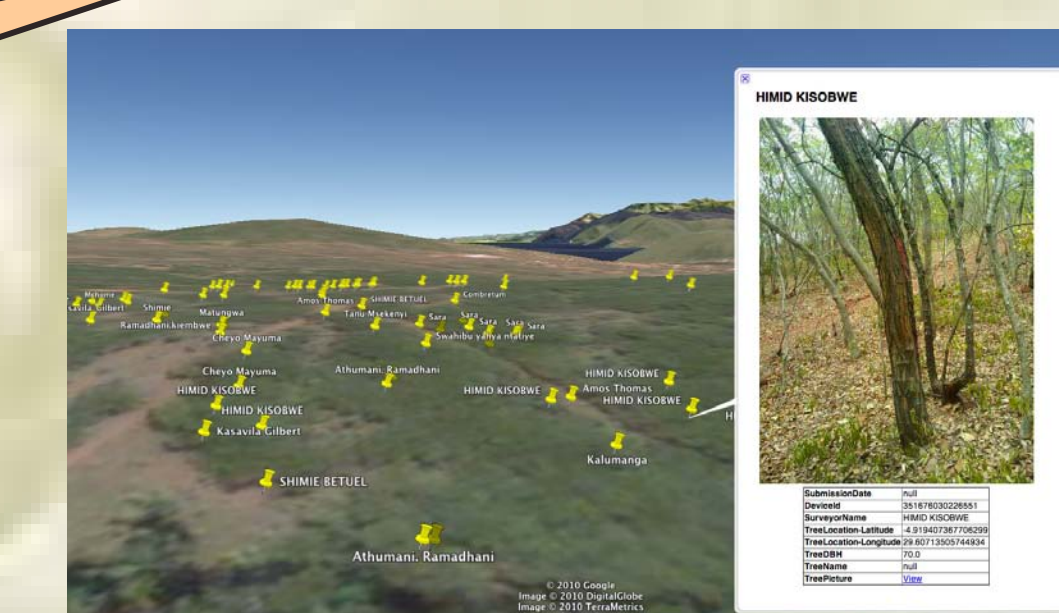 HIMID KISOBWE
Mohamie
Kasvila Gilbert
Shimie
Matungwa
Ramadhani.kiembwe
Cheyo Mayuma
Amos Thomas
SHIMIE BETUEL
Combretum
Tanu Msekenyi
Sara
Sara
Sara
Sara
Sara
Swahibu yahya ntatiye
Cheyo Mayuma
Athumani. Ramadhani
HIMID KISOBWE
HIMID KISOBWE
HIMID KISOBWE
Amos Thomas
HIMID KISOBWE
HIMID KISOBWE
Kasavila Gilbert
Kalumanga
SHIMIE BETUEL
Athumani. Ramadhani
© 2010 Google
Image © 2010 DigitalGlobe
Image © 2010 TerraMetrics
SubmissionDate null
DeviceId 351676030226551
SurveyorName HIMID KISOBWE
TreeLocation-Latitude -4.919407367706299
TreeLocation-Longitude 29.60713505744934
TreeDBH 70.0
TreeName null
TreePicture View